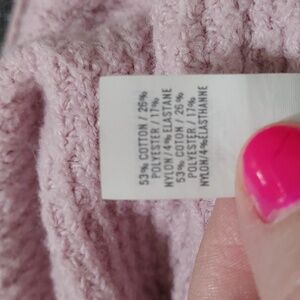 53% COTTON / 26%
POLYESTER / 17%
NYLON/4% ELASTANE
53% COTON / 26%
POLYESTER / 17%
NYLON/4% ELASTHANNE